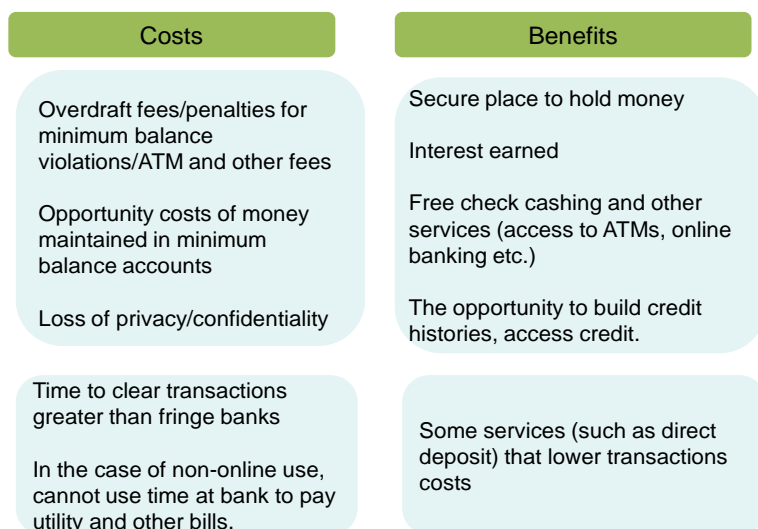 Costs
Overdraft fees/penalties for
minimum balance
violations/ATM and other fees
Opportunity costs of money
maintained in minimum
balance accounts
Loss of privacy/confidentiality
Time to clear transactions
greater than fringe banks
In the case of non-online use,
cannot use time at bank to pay
utility and other bills.
Benefits
Secure place to hold money
Interest earned
Free check cashing and other
services (access to ATMs, online
banking etc.)
The opportunity to build credit
histories, access credit.
Some services (such as direct
deposit) that lower transactions
costs